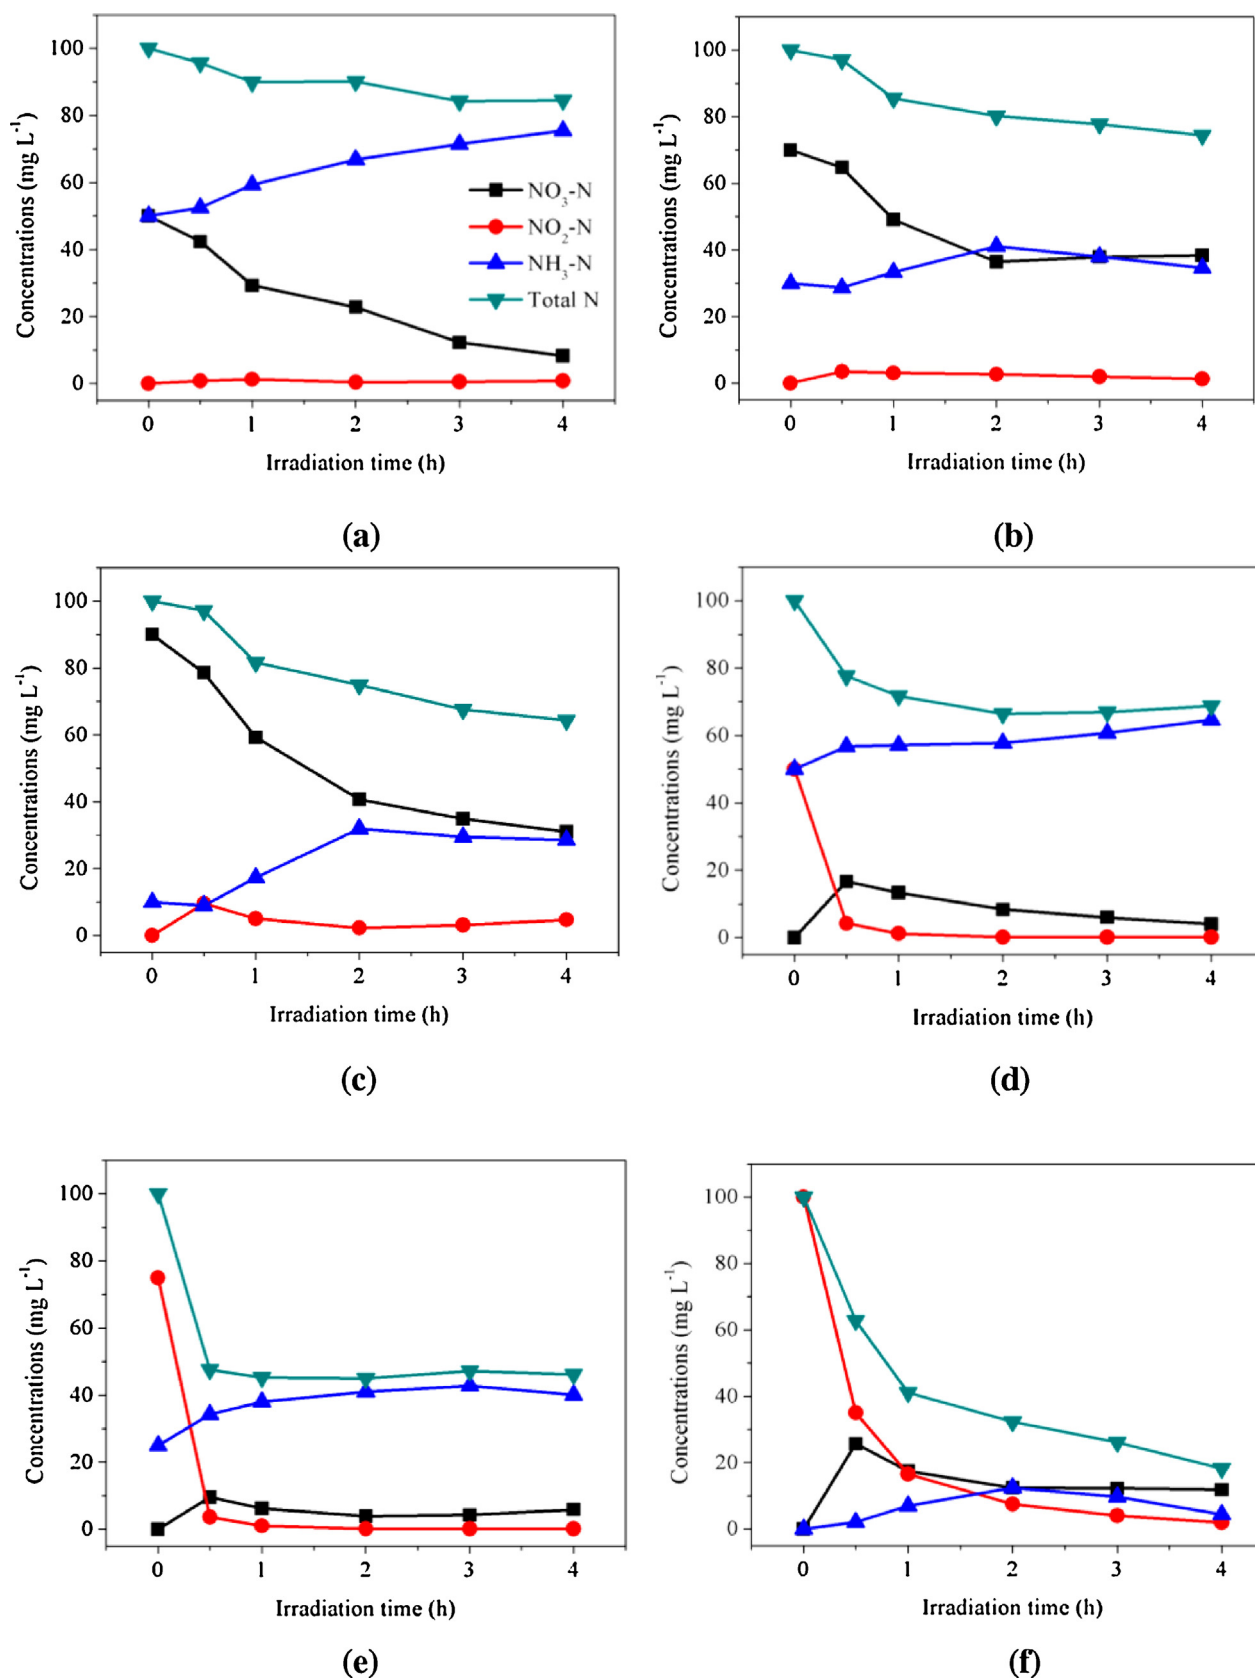 100
80
60
40
20
0
Concentrations (mg L⁻¹)
NO₃-N
NO₂-N
NH₃-N
Total N
0 1 2 3 4
Irradiation time (h)
(a)
100
80
60
40
20
0
Concentrations (mg L⁻¹)
0 1 2 3 4
Irradiation time (h)
(b)
100
80
60
40
20
0
Concentrations (mg L⁻¹)
0 1 2 3 4
Irradiation time (h)
(c)
100
80
60
40
20
0
Concentrations (mg L⁻¹)
0 1 2 3 4
Irradiation time (h)
(d)
100
80
60
40
20
0
Concentrations (mg L⁻¹)
0 1 2 3 4
Irradiation time (h)
(e)
100
80
60
40
20
0
Concentrations (mg L⁻¹)
0 1 2 3 4
Irradiation time (h)
(f)